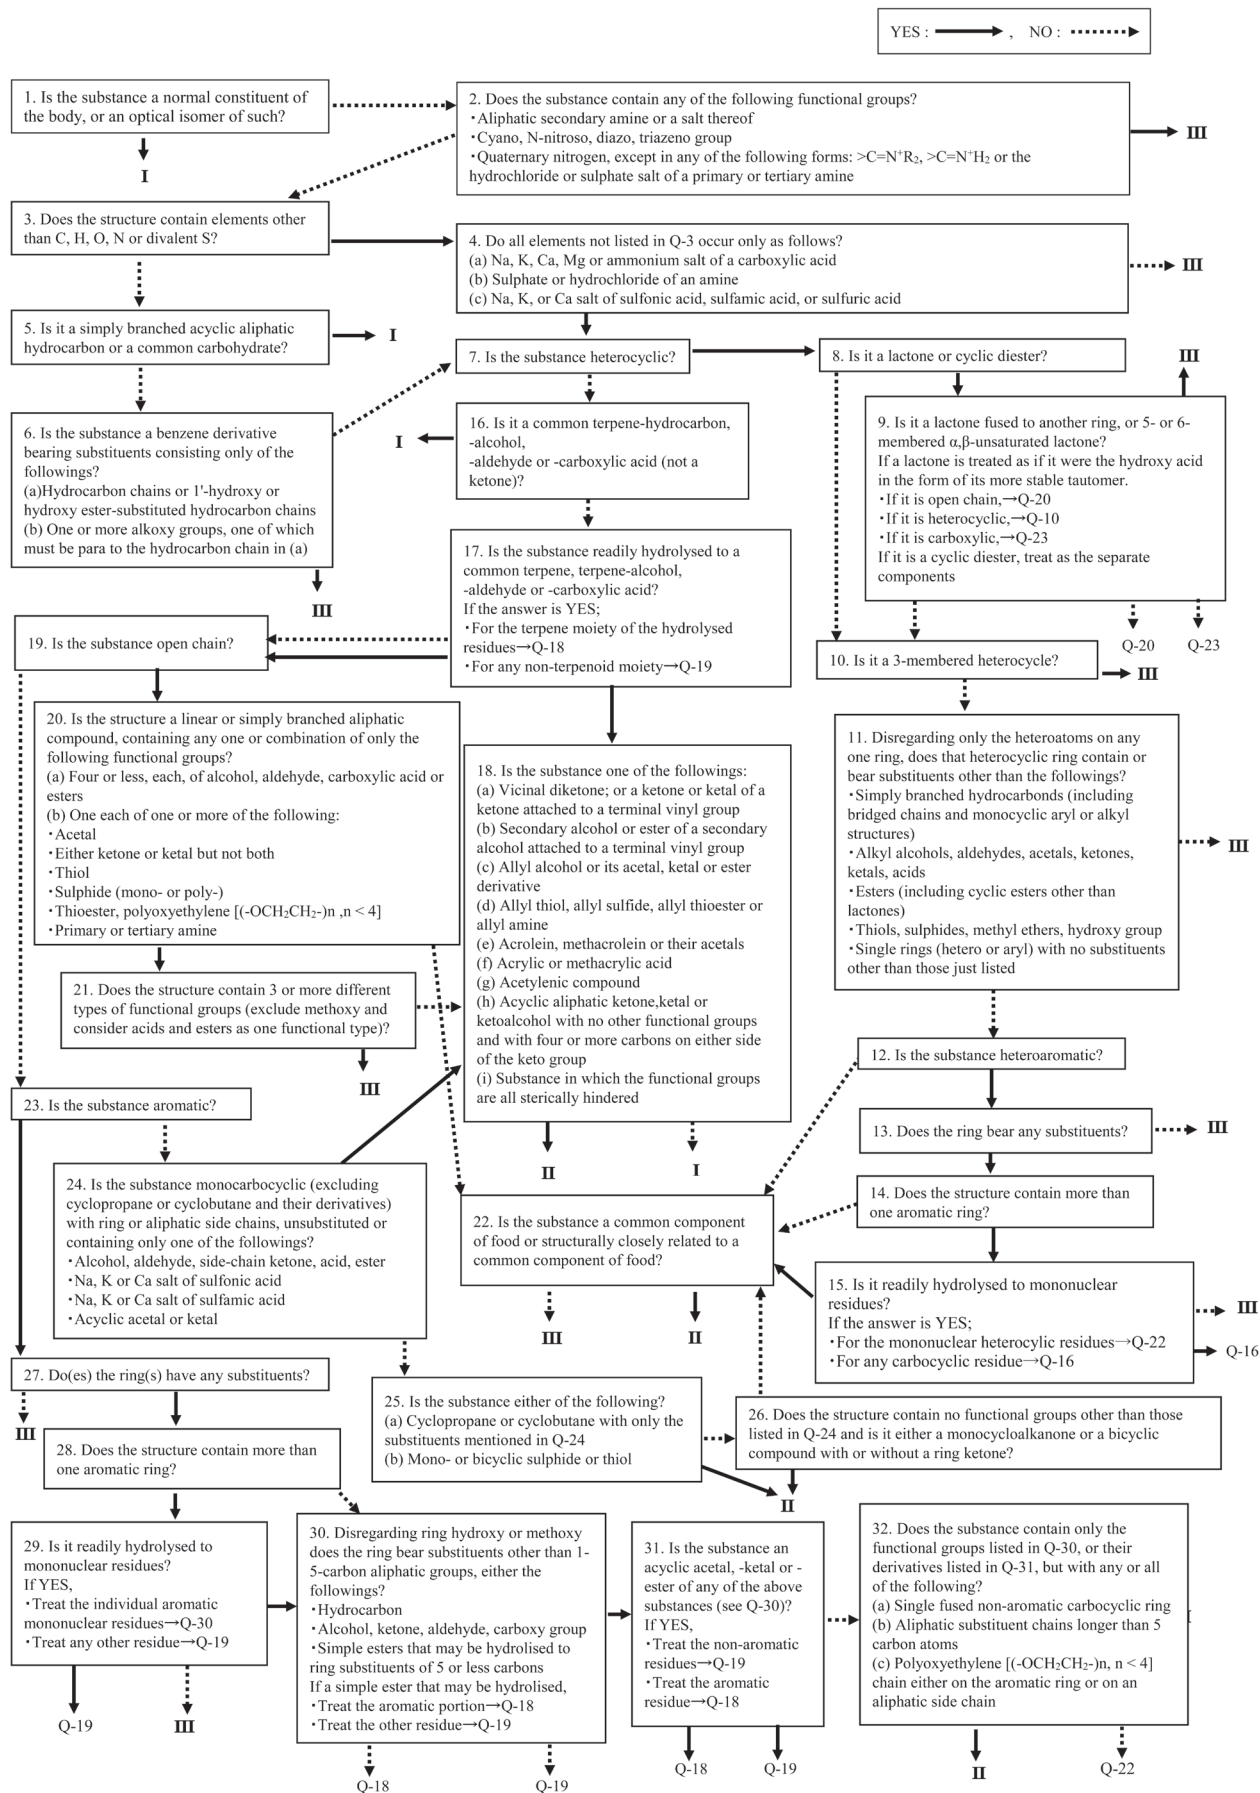 YES : , NO :
1. Is the substance a normal constituent of
the body, or an optical isomer of such?
I
2. Does the substance contain any of the following functional groups?
・Aliphatic secondary amine or a salt thereof
・Cyano, N-nitroso, diazo, triazeno group
・Quaternary nitrogen, except in any of the following forms: >C=N⁺R₂, >C=N⁺H₂ or the
hydrochloride or sulphate salt of a primary or tertiary amine
III
3. Does the structure contain elements other
than C, H, O, N or divalent S?
4. Do all elements not listed in Q-3 occur only as follows?
(a) Na, K, Ca, Mg or ammonium salt of a carboxylic acid
(b) Sulphate or hydrochloride of an amine
(c) Na, K, or Ca salt of sulfonic acid, sulfamic acid, or sulfuric acid
III
5. Is it a simply branched acyclic aliphatic
hydrocarbon or a common carbohydrate?
I
7. Is the substance heterocyclic?
8. Is it a lactone or cyclic diester?
III
6. Is the substance a benzene derivative
bearing substituents consisting only of the
followings?
(a)Hydrocarbon chains or 1'-hydroxy or
hydroxy ester-substituted hydrocarbon chains
(b) One or more alkoxy groups, one of which
must be para to the hydrocarbon chain in (a)
III
I
16. Is it a common terpene-hydrocarbon,
-alcohol,
-aldehyde or -carboxylic acid (not a
ketone)?
9. Is it a lactone fused to another ring, or 5- or 6-
membered α,β-unsaturated lactone?
If a lactone is treated as if it were the hydroxy acid
in the form of its more stable tautomer.
・If it is open chain,→Q-20
・If it is heterocyclic,→Q-10
・If it is carboxylic,→Q-23
If it is a cyclic diester, treat as the separate
components
Q-20
Q-23
17. Is the substance readily hydrolysed to a
common terpene, terpene-alcohol,
-aldehyde or -carboxylic acid?
If the answer is YES;
・For the terpene moiety of the hydrolysed
residues→Q-18
・For any non-terpenoid moiety→Q-19
19. Is the substance open chain?
10. Is it a 3-membered heterocycle?
III
20. Is the structure a linear or simply branched aliphatic
compound, containing any one or combination of only the
following functional groups?
(a) Four or less, each, of alcohol, aldehyde, carboxylic acid or
esters
(b) One each of one or more of the following:
・Acetal
・Either ketone or ketal but not both
・Thiol
・Sulphide (mono- or poly-)
・Thioester, polyoxyethylene [(-OCH₂CH₂-)n ,n < 4]
・Primary or tertiary amine
18. Is the substance one of the followings:
(a) Vicinal diketone; or a ketone or ketal of a
ketone attached to a terminal vinyl group
(b) Secondary alcohol or ester of a secondary
alcohol attached to a terminal vinyl group
(c) Allyl alcohol or its acetal, ketal or ester
derivative
(d) Allyl thiol, allyl sulfide, allyl thioester or
allyl amine
(e) Acrolein, methacrolein or their acetals
(f) Acrylic or methacrylic acid
(g) Acetylenic compound
(h) Acyclic aliphatic ketone,ketal or
ketoalcohol with no other functional groups
and with four or more carbons on either side
of the keto group
(i) Substance in which the functional groups
are all sterically hindered
II
I
11. Disregarding only the heteroatoms on any
one ring, does that heterocyclic ring contain or
bear substituents other than the followings?
・Simply branched hydrocarbonds (including
bridged chains and monocyclic aryl or alkyl
structures)
・Alkyl alcohols, aldehydes, acetals, ketones,
ketals, acids
・Esters (including cyclic esters other than
lactones)
・Thiols, sulphides, methyl ethers, hydroxy group
・Single rings (hetero or aryl) with no substituents
other than those just listed
III
21. Does the structure contain 3 or more different
types of functional groups (exclude methoxy and
consider acids and esters as one functional type)?
III
12. Is the substance heteroaromatic?
23. Is the substance aromatic?
13. Does the ring bear any substituents?
III
24. Is the substance monocarbocyclic (excluding
cyclopropane or cyclobutane and their derivatives)
with ring or aliphatic side chains, unsubstituted or
containing only one of the followings?
・Alcohol, aldehyde, side-chain ketone, acid, ester
・Na, K or Ca salt of sulfonic acid
・Na, K or Ca salt of sulfamic acid
・Acyclic acetal or ketal
22. Is the substance a common component
of food or structurally closely related to a
common component of food?
III
II
14. Does the structure contain more than
one aromatic ring?
15. Is it readily hydrolysed to mononuclear
residues?
If the answer is YES;
・For the mononuclear heterocylic residues→Q-22
・For any carbocyclic residue→Q-16
III
Q-16
27. Do(es) the ring(s) have any substituents?
III
25. Is the substance either of the following?
(a) Cyclopropane or cyclobutane with only the
substituents mentioned in Q-24
(b) Mono- or bicyclic sulphide or thiol
26. Does the structure contain no functional groups other than those
listed in Q-24 and is it either a monocycloalkanone or a bicyclic
compound with or without a ring ketone?
II
28. Does the structure contain more than
one aromatic ring?
29. Is it readily hydrolysed to
mononuclear residues?
If YES,
・Treat the individual aromatic
mononuclear residues→Q-30
・Treat any other residue→Q-19
Q-19
III
30. Disregarding ring hydroxy or methoxy
does the ring bear substituents other than 1-
5-carbon aliphatic groups, either the
followings?
・Hydrocarbon
・Alcohol, ketone, aldehyde, carboxy group
・Simple esters that may be hydrolised to
ring substituents of 5 or less carbons
If a simple ester that may be hydrolised,
・Treat the aromatic portion→Q-18
・Treat the other residue→Q-19
Q-18
Q-19
31. Is the substance an
acyclic acetal, -ketal or -
ester of any of the above
substances (see Q-30)?
If YES,
・Treat the non-aromatic
residues→Q-19
・Treat the aromatic
residue→Q-18
Q-18
Q-19
32. Does the substance contain only the
functional groups listed in Q-30, or their
derivatives listed in Q-31, but with any or all
of the following?
(a) Single fused non-aromatic carbocyclic ring
(b) Aliphatic substituent chains longer than 5
carbon atoms
(c) Polyoxyethylene [(-OCH₂CH₂-)n, n < 4]
chain either on the aromatic ring or on an
aliphatic side chain
II
Q-22